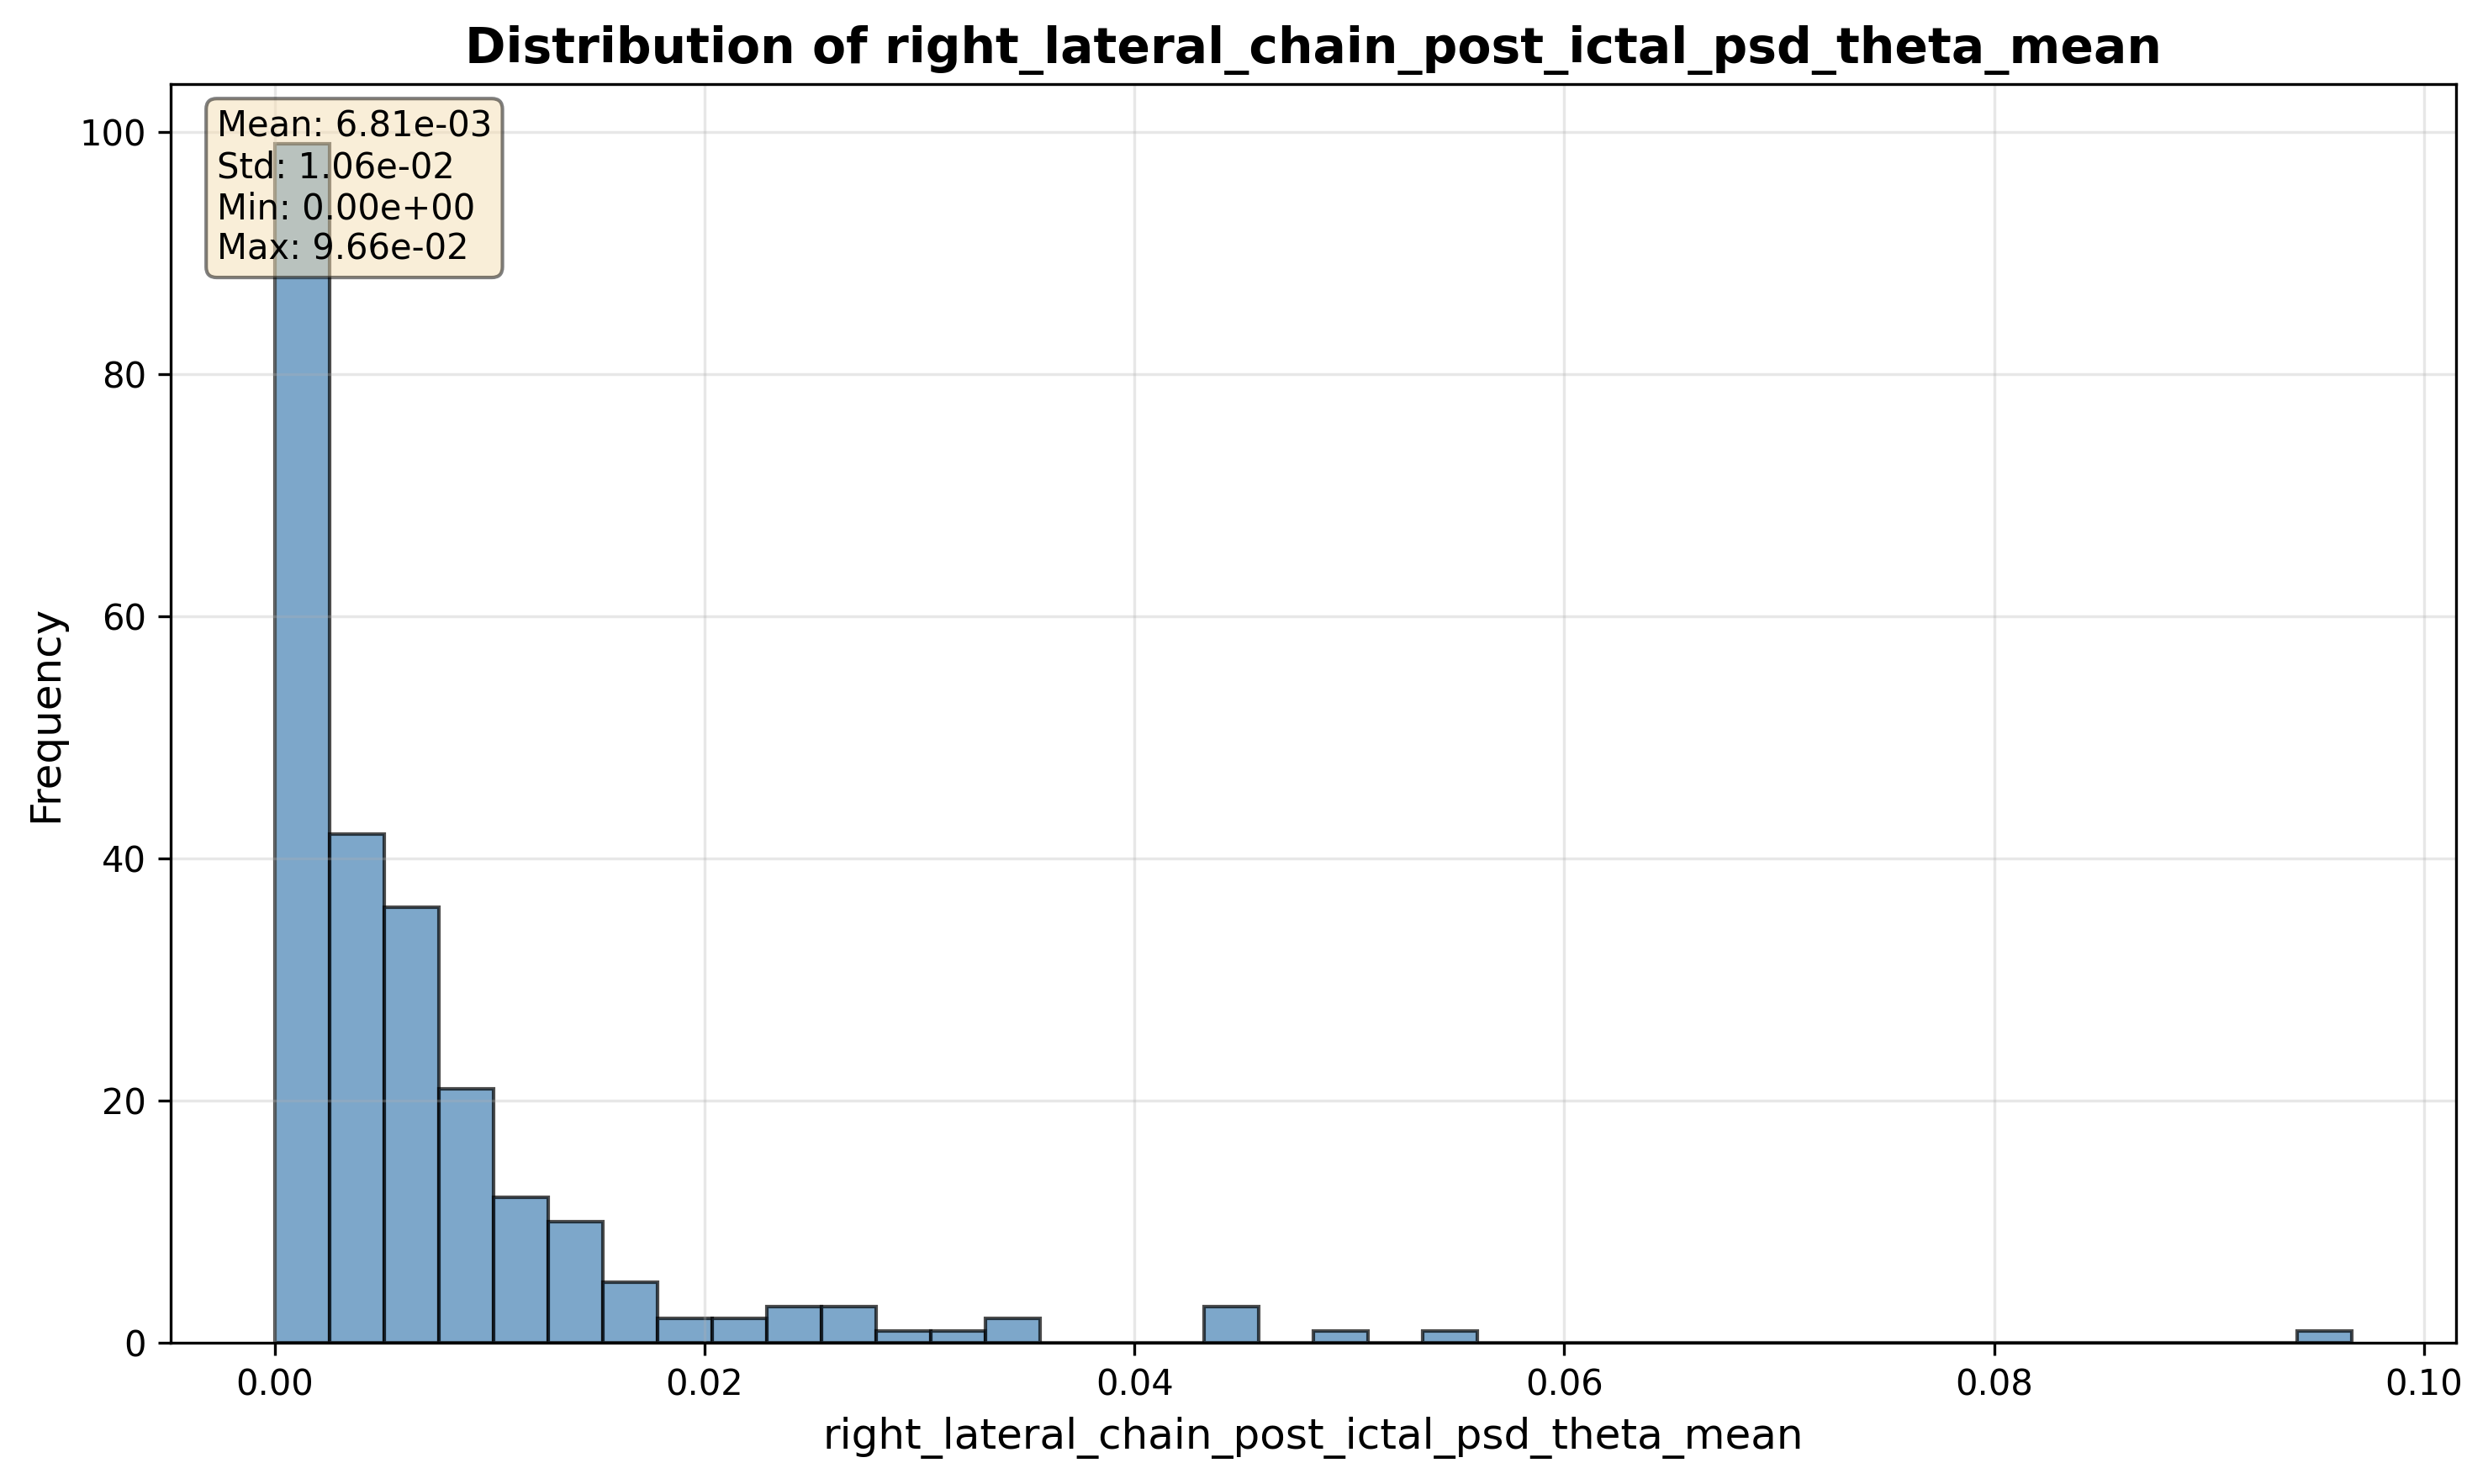 Distribution of right_lateral_chain_post_ictal_psd_theta_mean
Mean: 6.81e-03
Std: 1.06e-02
Min: 0.00e+00
Max: 9.66e-02
100
80
60
40
20
0
Frequency
0.00 0.02 0.04 0.06 0.08 0.10
right_lateral_chain_post_ictal_psd_theta_mean